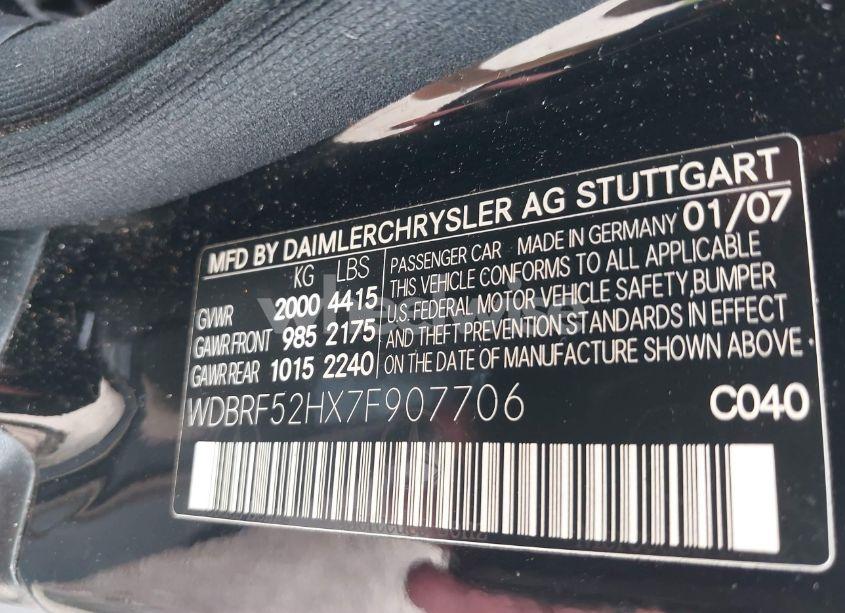 MFD BY DAIMLERCHRYSLER AG STUTTGART
KG LBS
GVWR 2000 4415
GAWR FRONT 985 2175
GAWR REAR 1015 2240
PASSENGER CAR MADE IN GERMANY 01/07
THIS VEHICLE CONFORMS TO ALL APPLICABLE
U.S. FEDERAL MOTOR VEHICLE SAFETY, BUMPER
AND THEFT PREVENTION STANDARDS IN EFFECT
ON THE DATE OF MANUFACTURE SHOWN ABOVE.
WDBRF52HX7F907706 C040